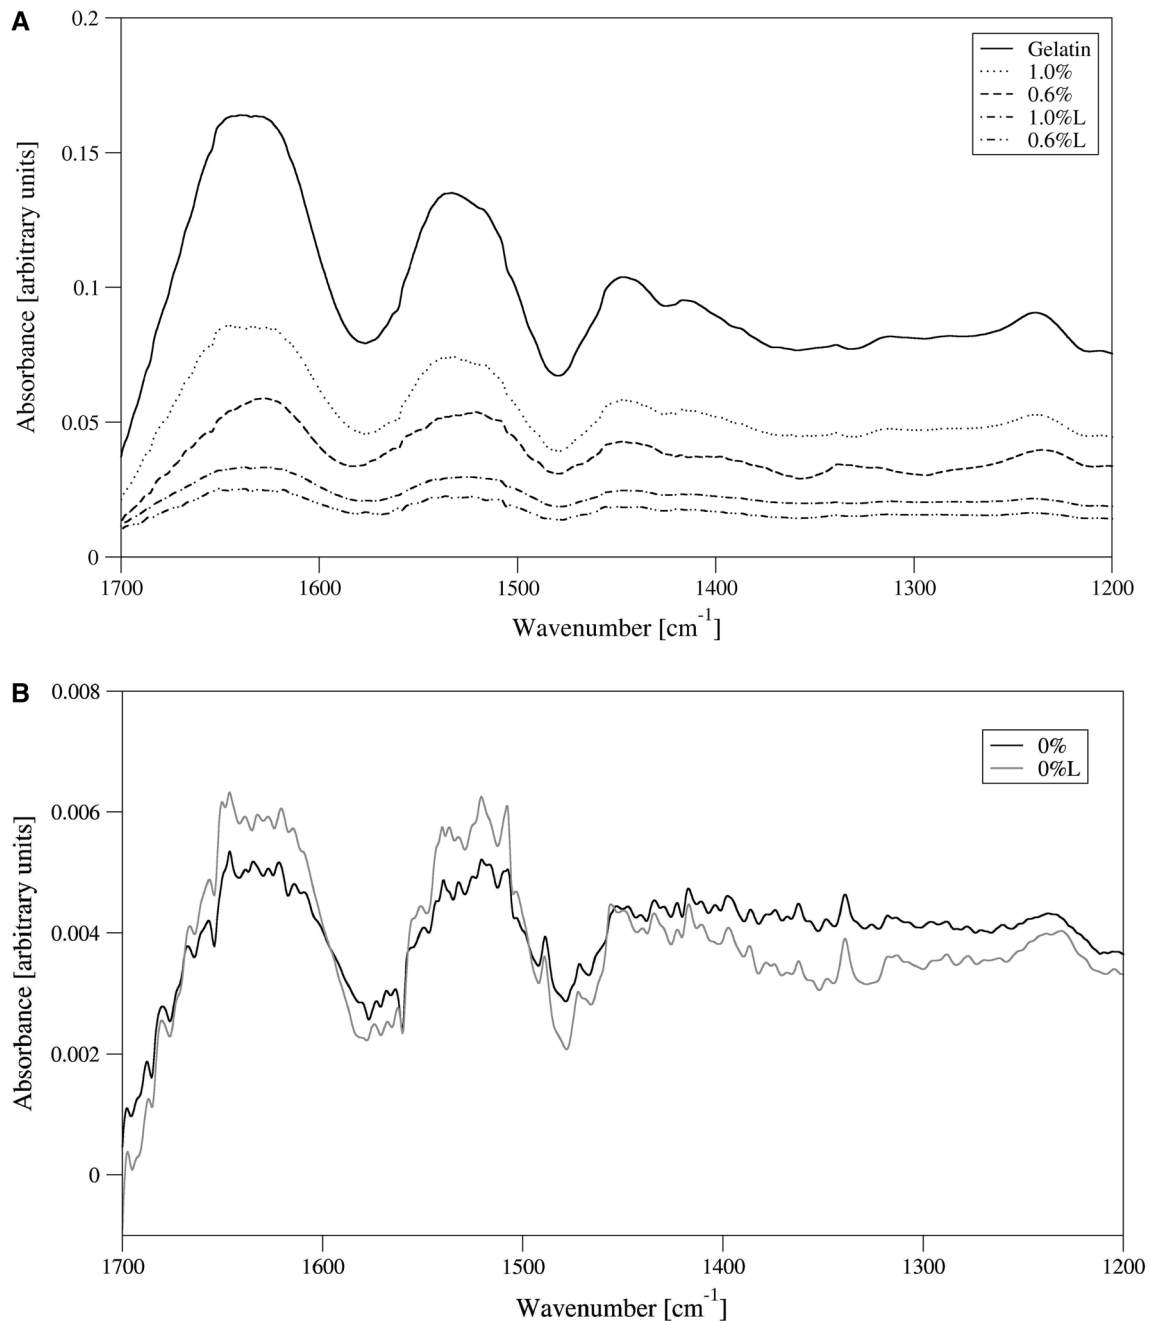 A
0.2
0.15
0.1
0.05
0
Absorbance [arbitrary units]
Gelatin
1.0%
0.6%
1.0%L
0.6%L
1700 1600 1500 1400 1300 1200
Wavenumber [cm-1]
B
0.008
0.006
0.004
0.002
0
Absorbance [arbitrary units]
0%
0%L
1700 1600 1500 1400 1300 1200
Wavenumber [cm-1]